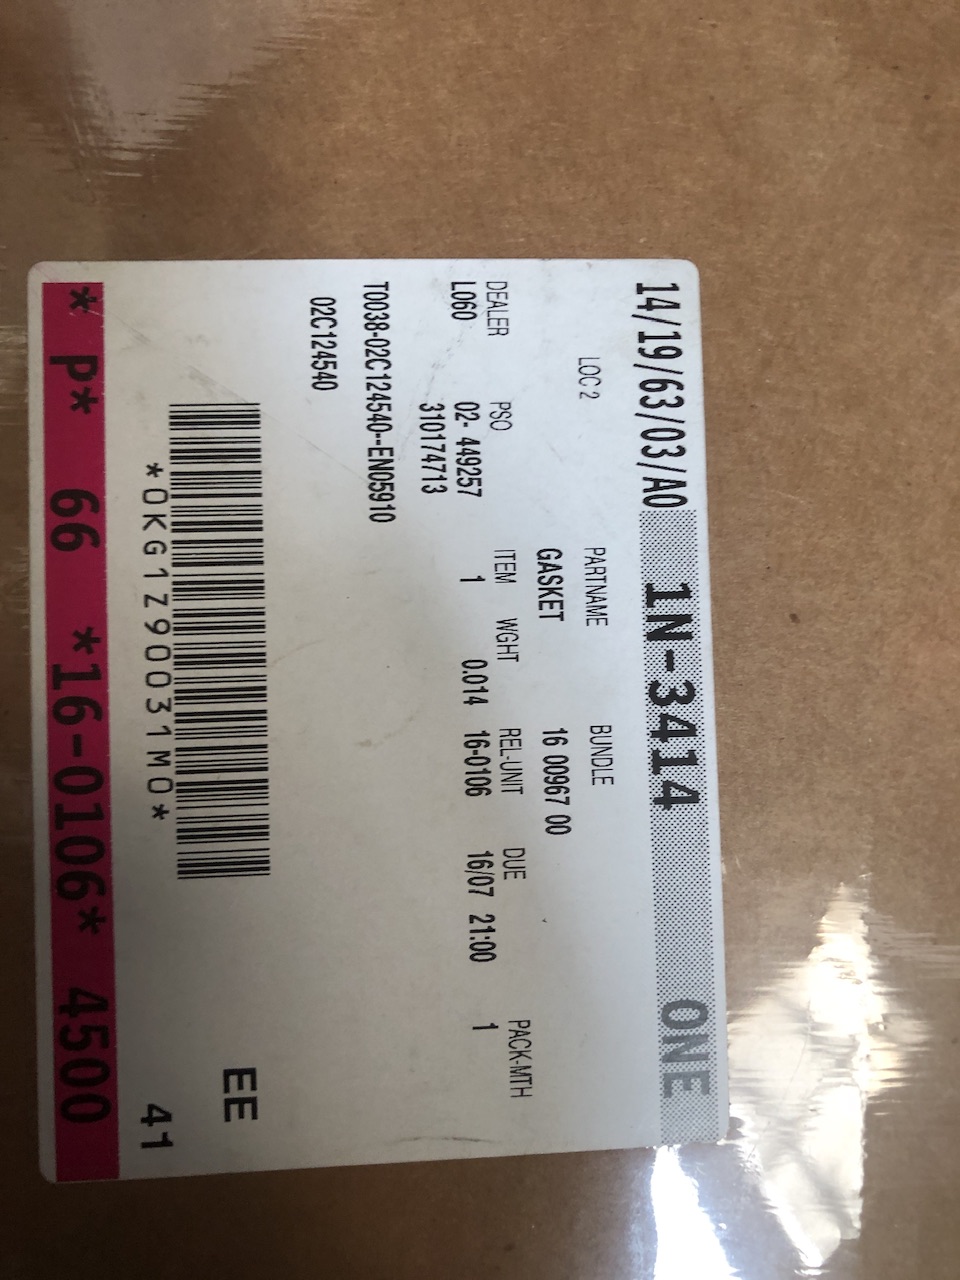 14/19/63/03/A0 1N-3414 ONE
LOC 2 PARTNAME BUNDLE
GASKET 16 00967 00
DEALER PSO ITEM WGHT REL-UNIT DUE PACK-MTH
L060 02- 449257 1 0.014 16-0106 16/07 21:00 1
310174713
T0038-02C124540--EN05910
02C124540
EE
*0KG1Z90031M0*
41
* P* 66 *16-0106* 4500